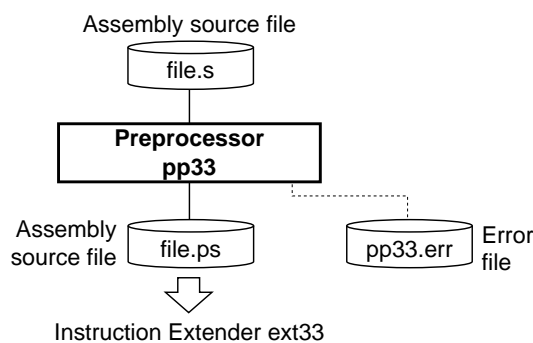 Assembly source file
file.s
Preprocessor
pp33
Assembly
source file
file.ps
pp33.err
Error
file
Instruction Extender ext33